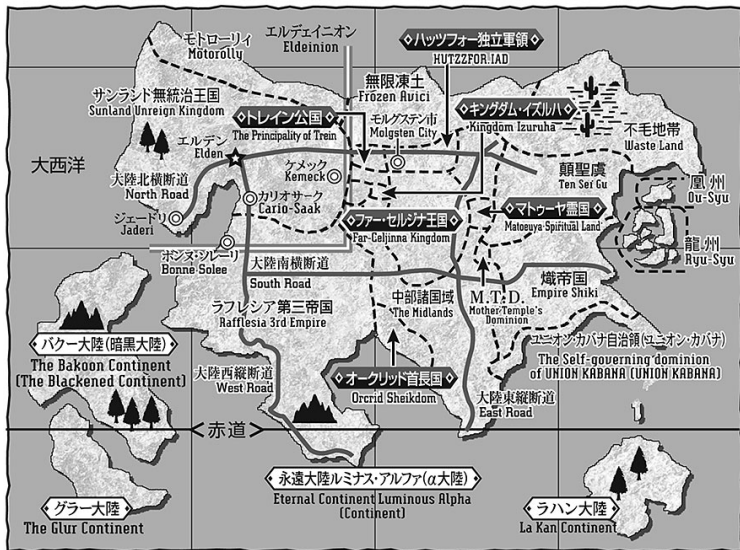 モトローリィ
Motorolly
エルデェイニオン
Eldeinion
ハッツフォー独立軍領
HUTZZFOR.IAD
サンランド無統治王国
Sunland Unreign Kingdom
無限凍土
Frozen Avici
トレイン公国
The Principality of Trein
モルグステン市
Molgsten City
キングダム・イズルハ
Kingdom Izuruha
不毛地帯
Waste Land
大西洋
エルデン
Elden
ケメック
Kemeck
顛聖虞
Ten Sei Gu
凰州
Ou-Syu
大陸北横断道
North Road
カリオサーク
Cario-Saak
ジェードリ
Jaderi
ファー・セルジナ王国
Far-Celjinna Kingdom
マトゥーヤ霊国
Matoeuya Spiritual Land
龍州
Ryu-Syu
ボンヌ・ソレーリ
Bonne Solee
大陸南横断道
South Road
熾帝国
Empire Shiki
M.T.D.
Mother Temple's
Dominion
中部諸国域
The Midlands
ラフレシア第三帝国
Rafflesia 3rd Empire
ユニオン・カバナ自治領(ユニオン・カバナ)
The Self-governing dominion
of UNION KABANA (UNION KABANA)
バクー大陸(暗黒大陸)
The Bakoon Continent
(The Blackened Continent)
大陸西縦断道
West Road
オークリッド首長国
Orcrid Sheikdom
大陸東縦断道
East Road
赤道
グラー大陸
The Glur Continent
永遠大陸ルミナス・アルファ(α大陸)
Eternal Continent Luminous Alpha
(Continent)
ラハン大陸
La Kan Continent